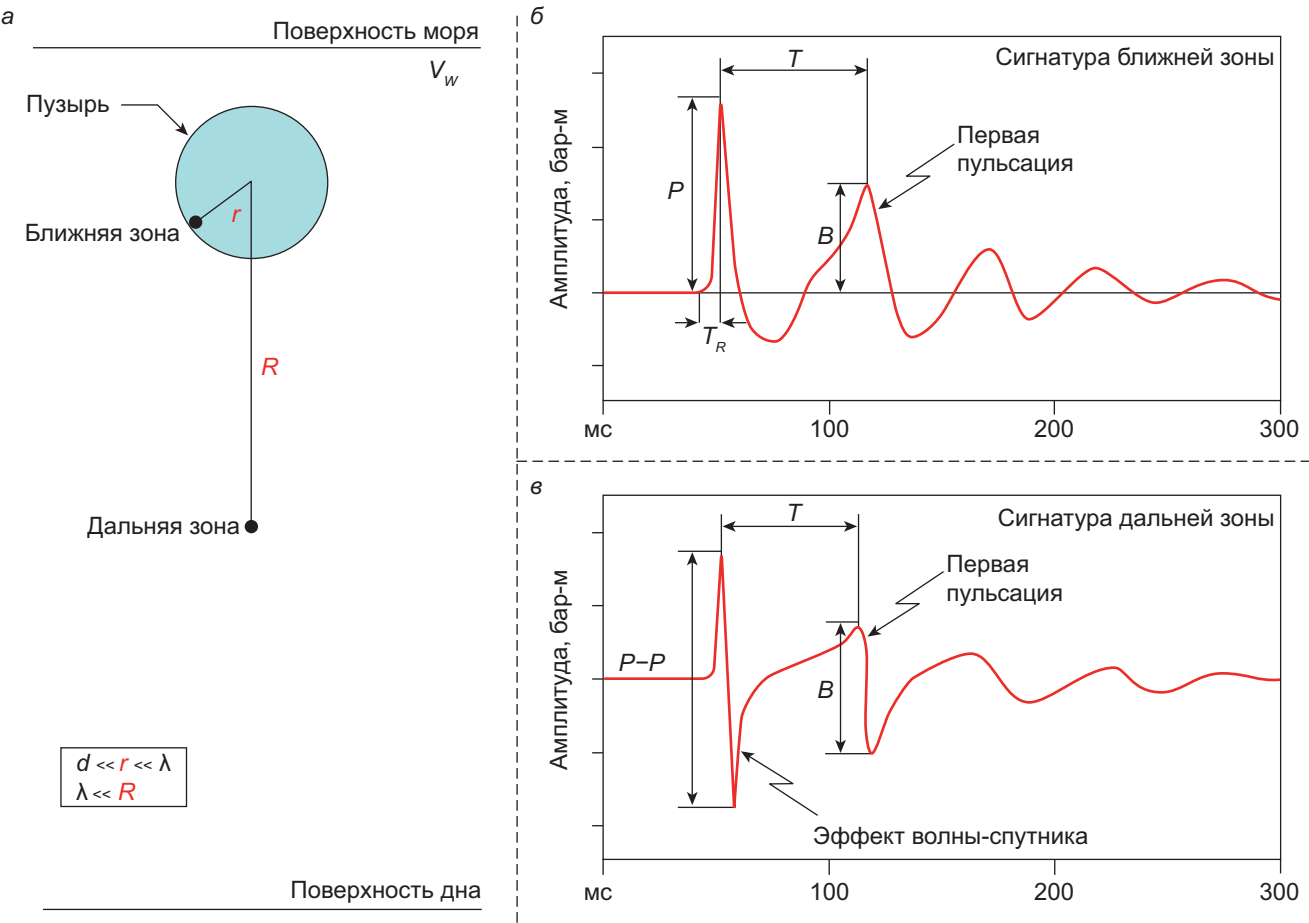 а
Поверхность моря
V_W
Пузырь
r
Ближняя зона
R
Дальняя зона
d << r << λ
λ << R
Поверхность дна
б
Сигнатура ближней зоны
T
Первая
пульсация
P
B
T_R
Амплитуда, бар-м
мс 100 200 300
в
Сигнатура дальней зоны
T
Первая
пульсация
P–P
B
Амплитуда, бар-м
Эффект волны-спутника
мс 100 200 300